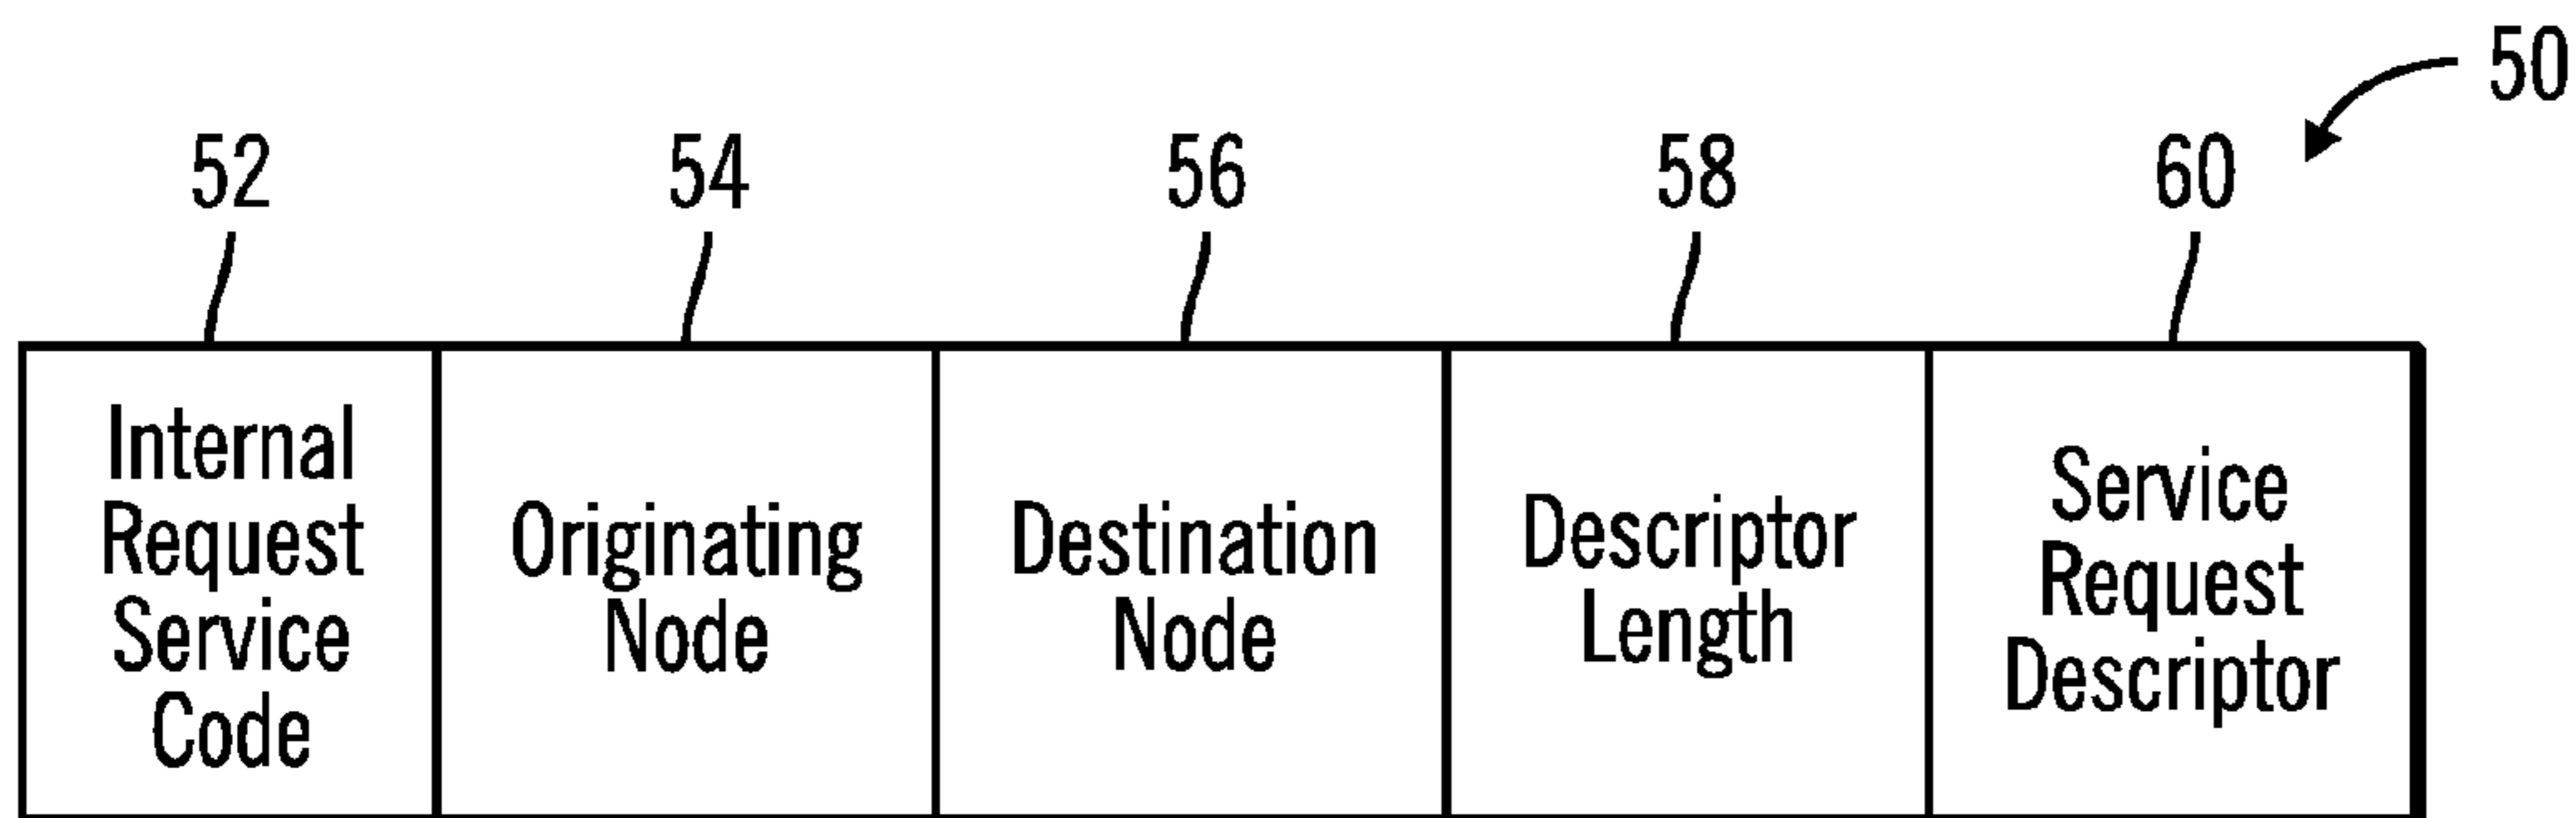 50
52
54
56
58
60
Internal
Request
Service
Code
Originating
Node
Destination
Node
Descriptor
Length
Service
Request
Descriptor